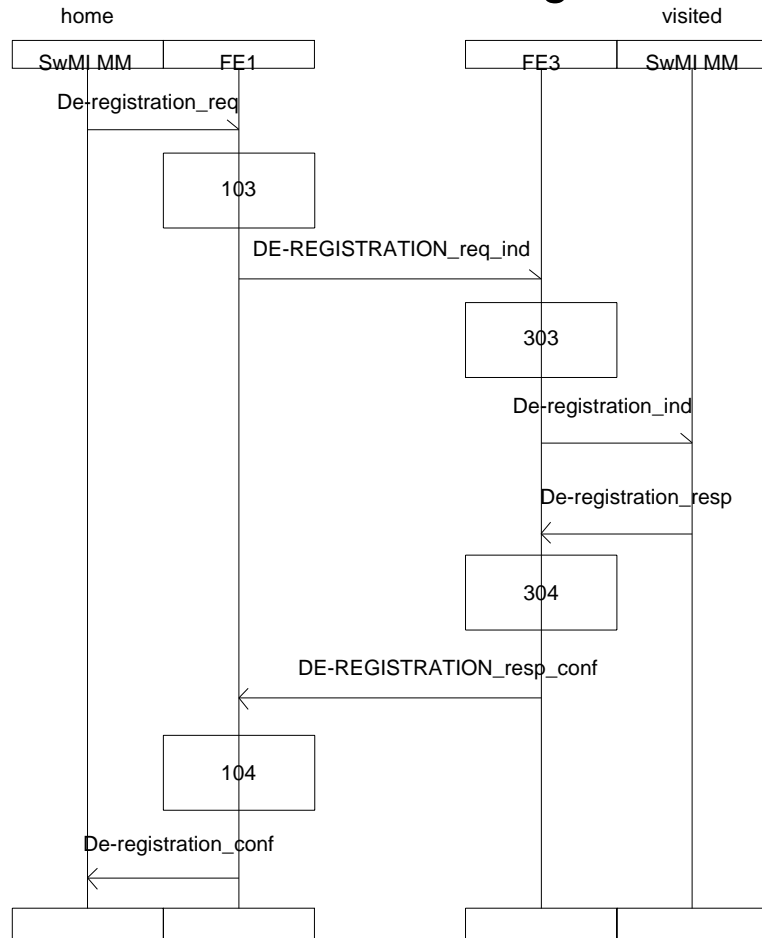 home visited
SwMI MM FE1 FE3 SwMI MM
De-registration_req
103
DE-REGISTRATION_req_ind
303
De-registration_ind
De-registration_resp
304
DE-REGISTRATION_resp_conf
104
De-registration_conf